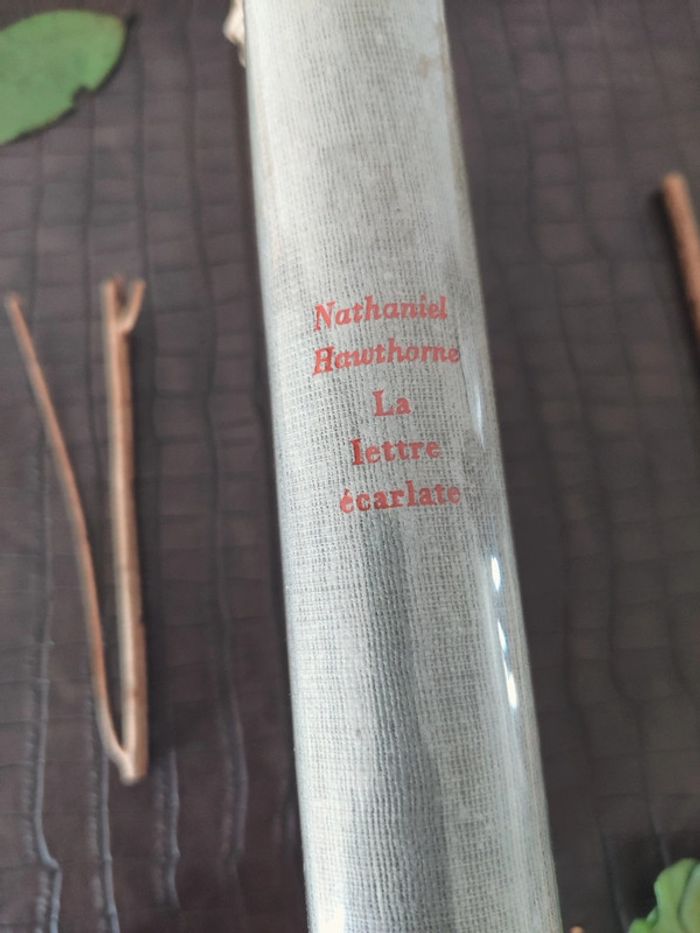 Nathaniel
Hawthorne
La
lettre
écarlate